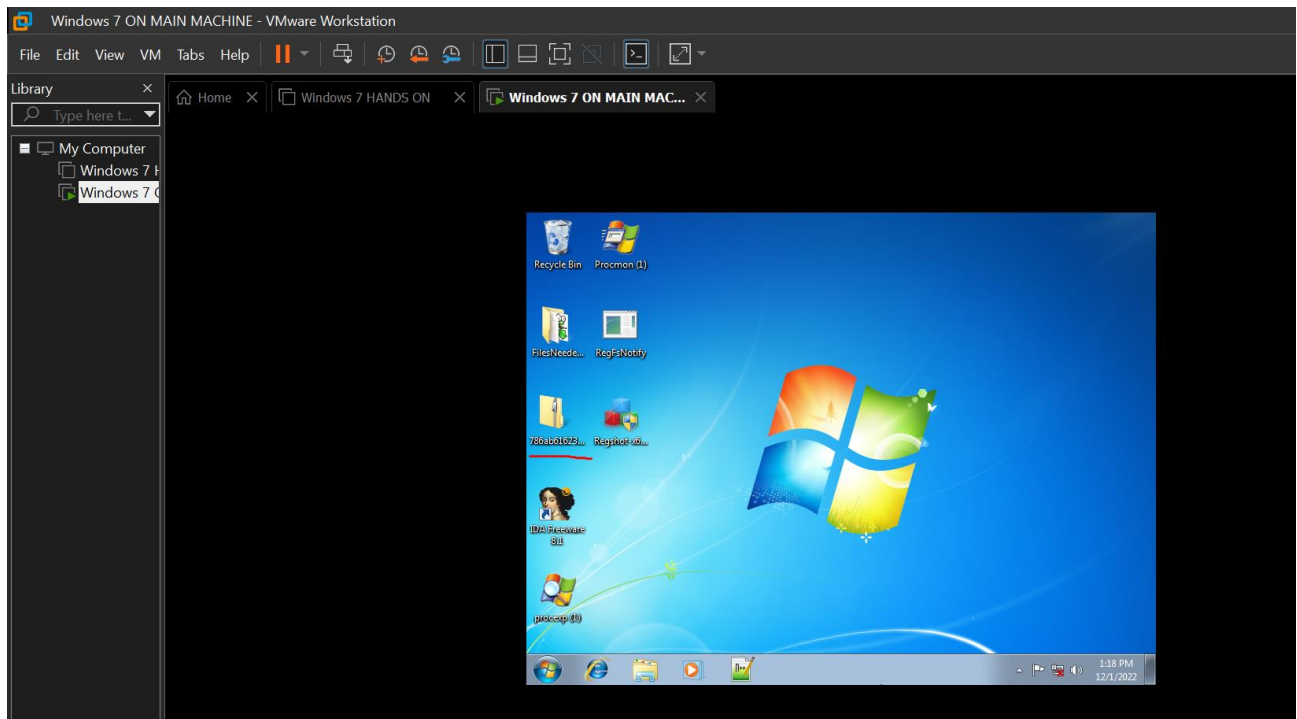 Windows 7 ON MAIN MACHINE - VMware Workstation
File Edit View VM Tabs Help
Library ×
Home × Windows 7 HANDS ON × Windows 7 ON MAIN MAC... ×
Type here t...
My Computer
Windows 7 H
Windows 7 O
Recycle Bin Procmon (1)
FilesNeede... RegFsNotify
786ab61623... Regshot-x6...
IDA Freeware
8.1
procexp (1)
1:18 PM
12/1/2022